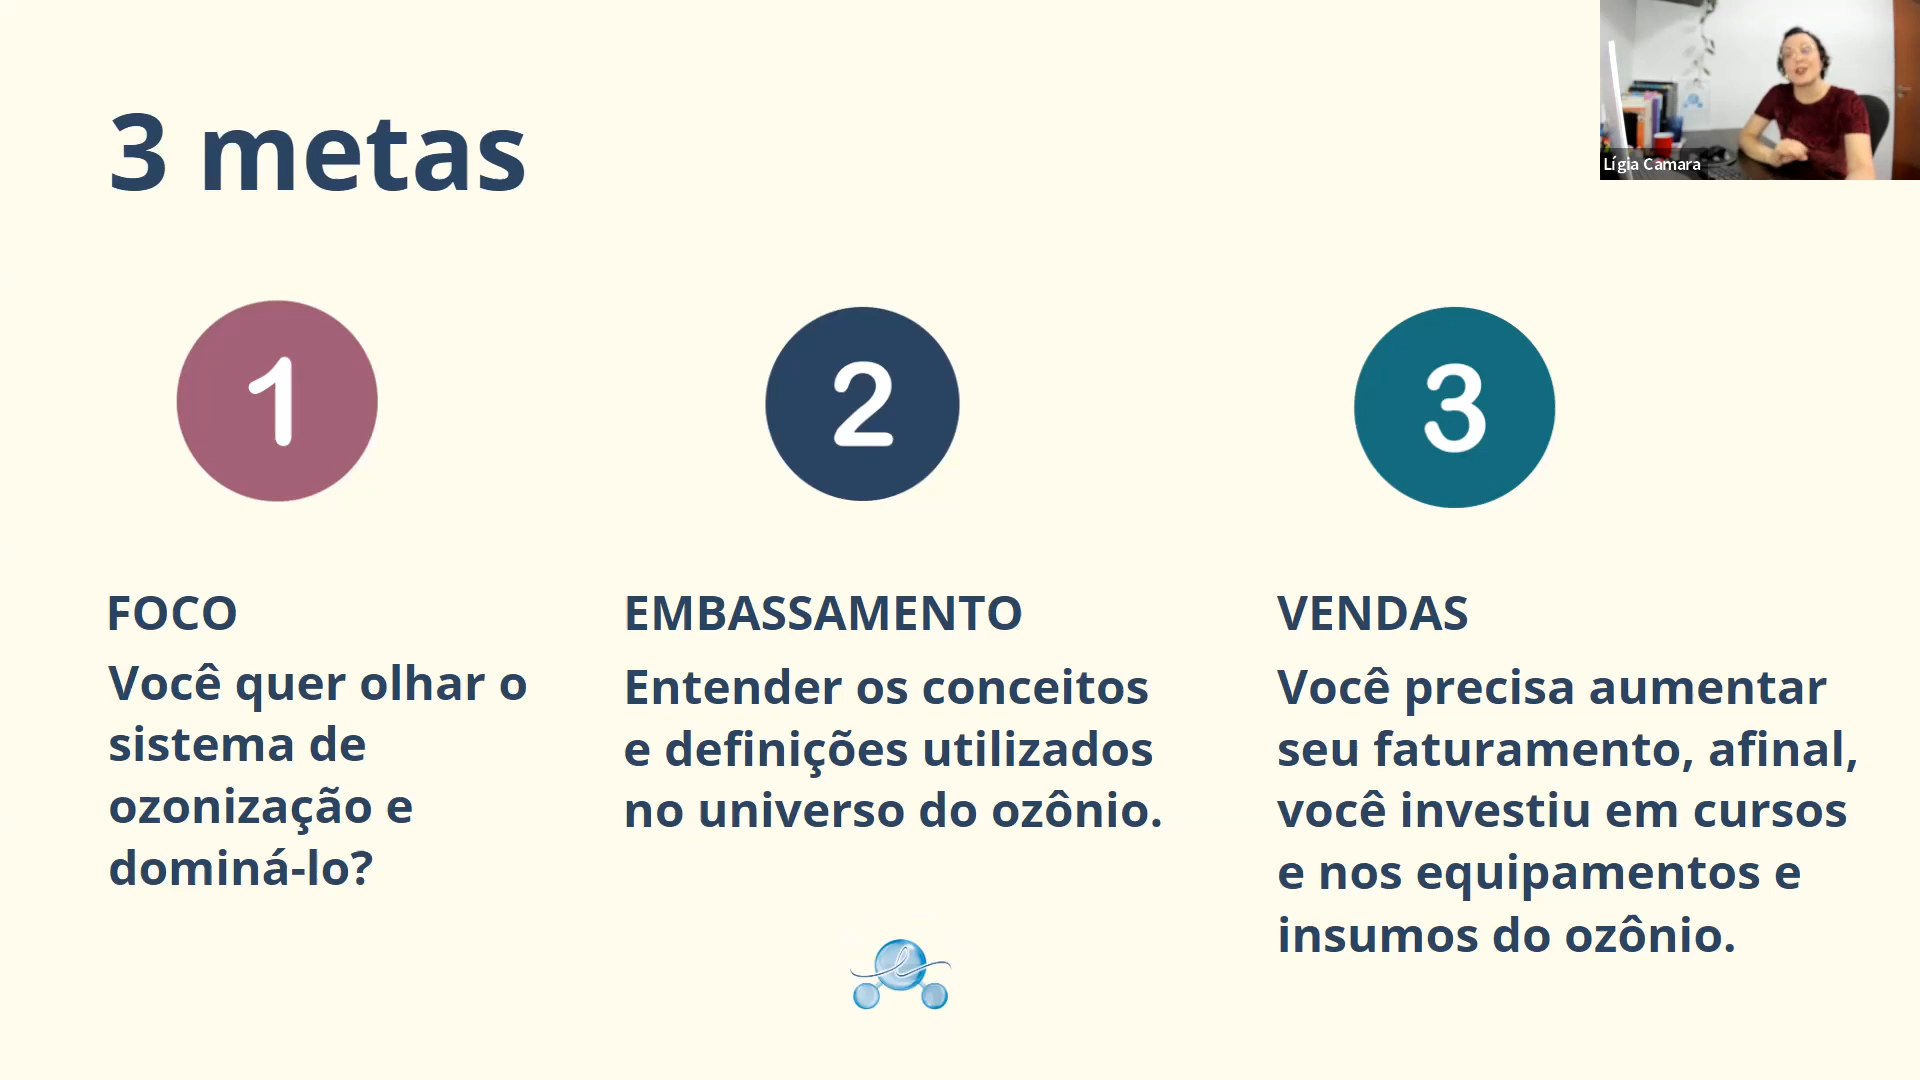 3 metas
Lígia Camara
1
2
3
FOCO
Você quer olhar o
sistema de
ozonização e
dominá-lo?
EMBASSAMENTO
Entender os conceitos
e definições utilizados
no universo do ozônio.
VENDAS
Você precisa aumentar
seu faturamento, afinal,
você investiu em cursos
e nos equipamentos e
insumos do ozônio.